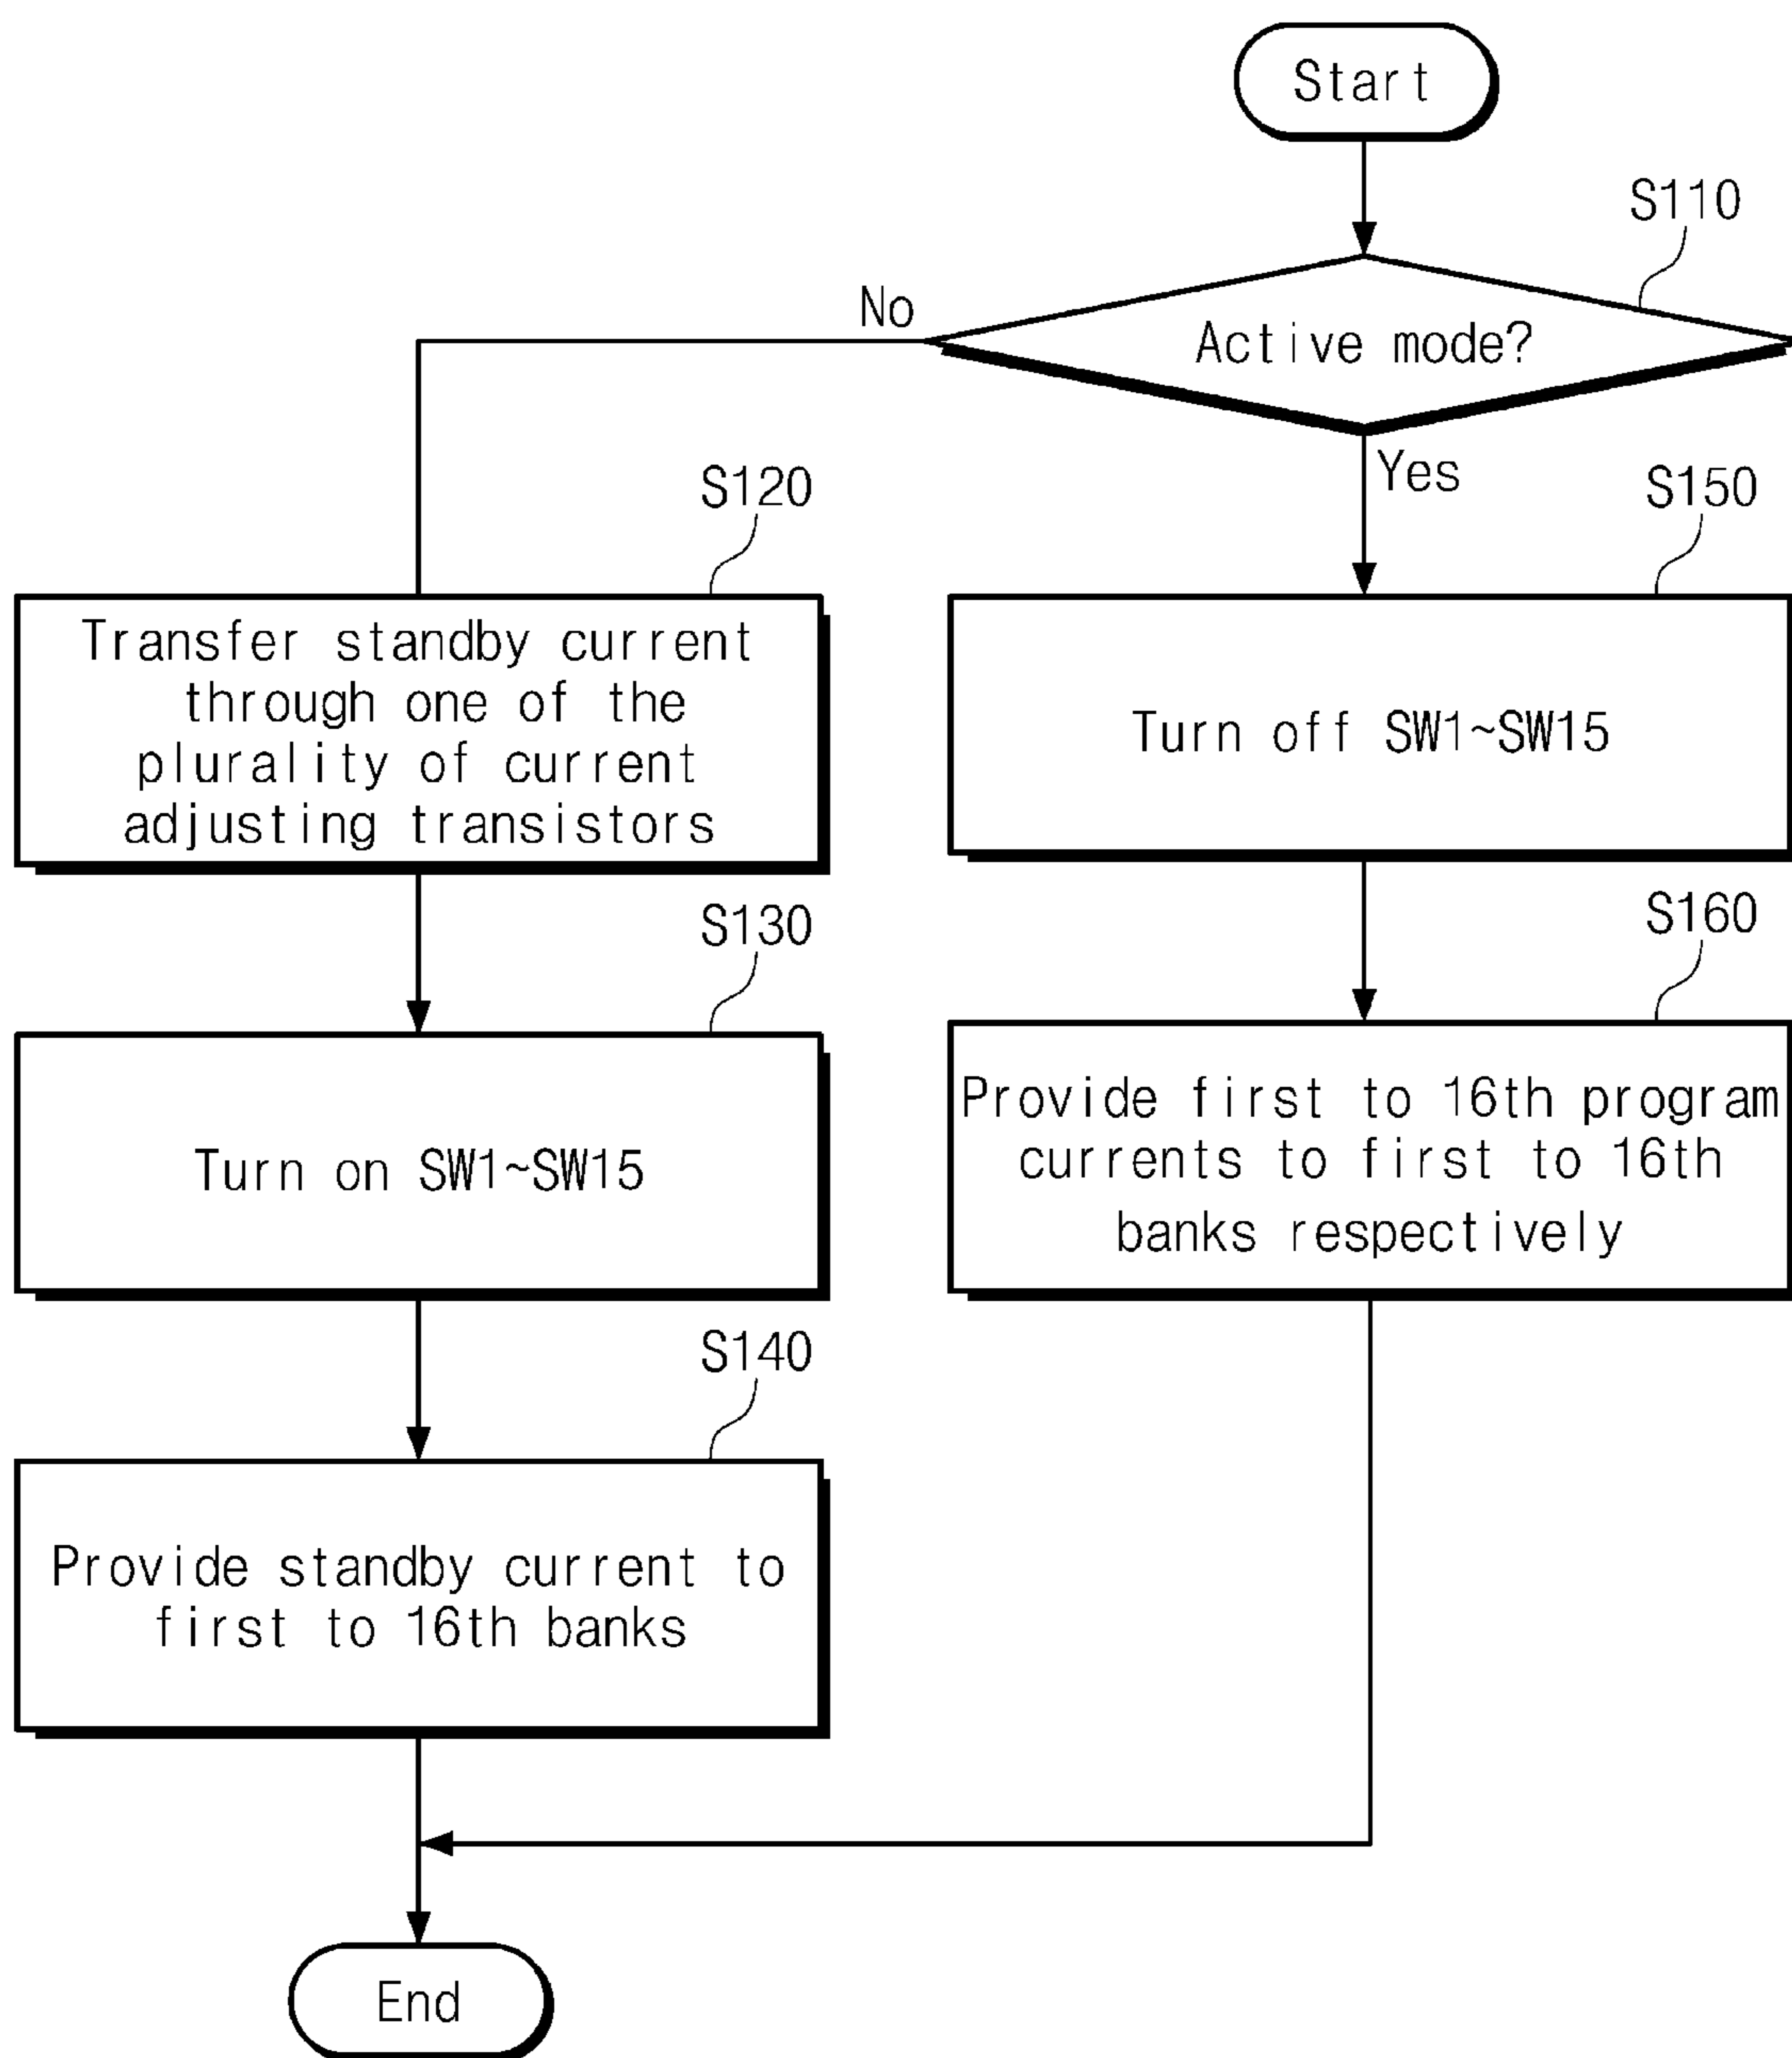 Start
S110
Active mode?
No
Yes
S120
Transfer standby current
through one of the
plurality of current
adjusting transistors
S130
Turn on SW1~SW15
S140
Provide standby current to
first to 16th banks
S150
Turn off SW1~SW15
S160
Provide first to 16th program
currents to first to 16th
banks respectively
End